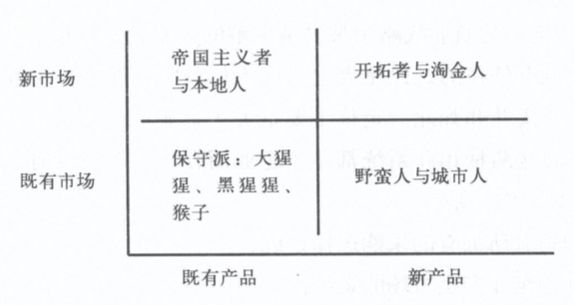 新市场
帝国主义者
与本地人
开拓者与淘金人
既有市场
保守派：大猩
猩、黑猩猩、
猴子
野蛮人与城市人
既有产品
新产品